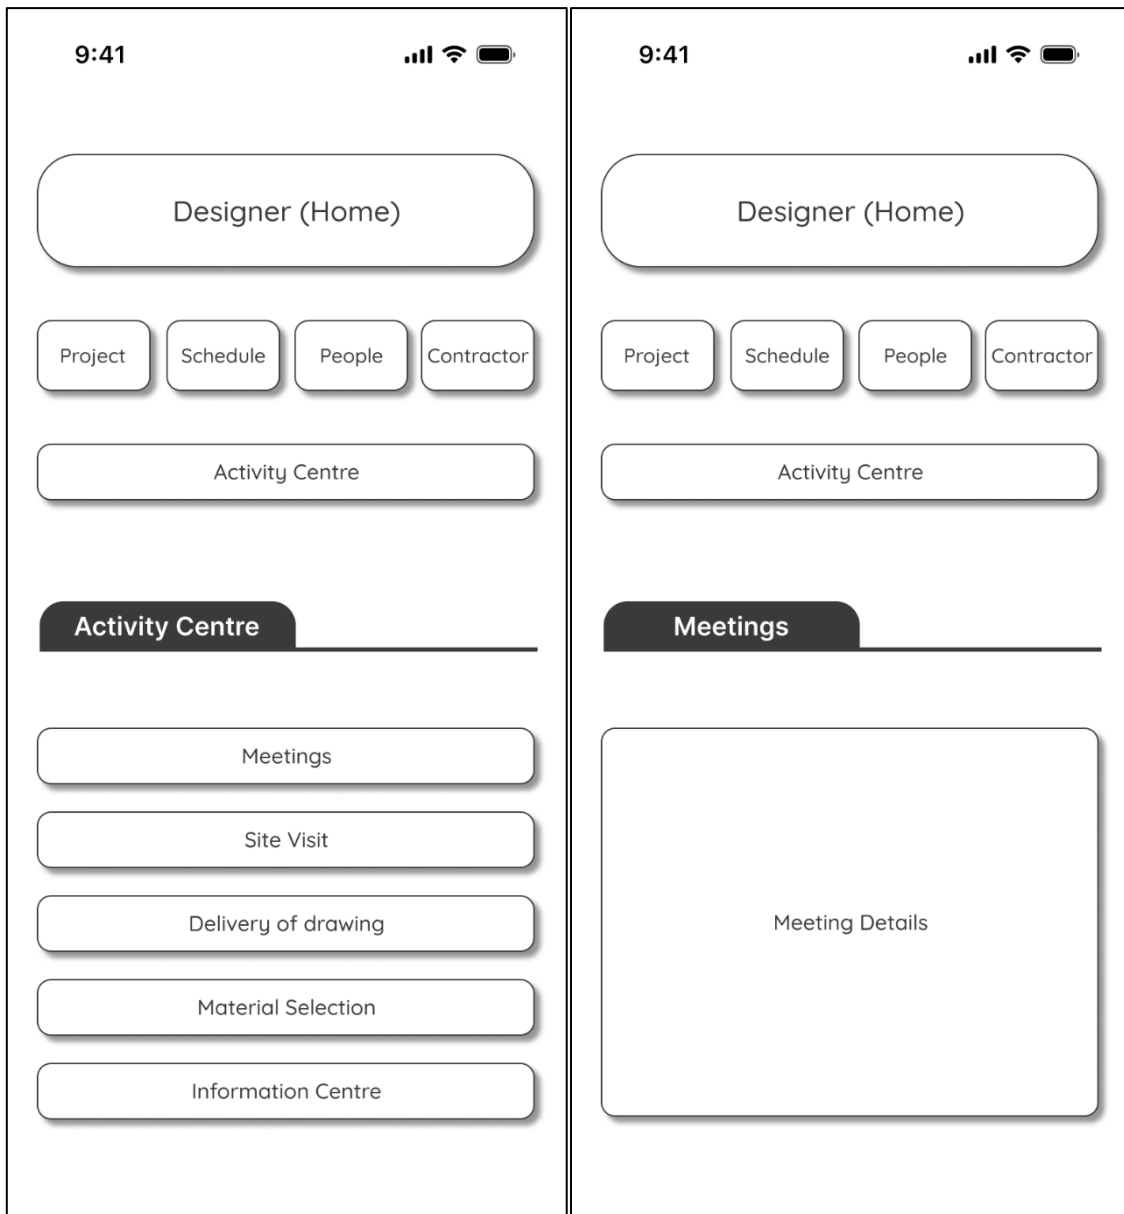 9:41
Designer (Home)
Project Schedule People Contractor
Activity Centre
Activity Centre
Meetings
Site Visit
Delivery of drawing
Material Selection
Information Centre
9:41
Designer (Home)
Project Schedule People Contractor
Activity Centre
Meetings
Meeting Details